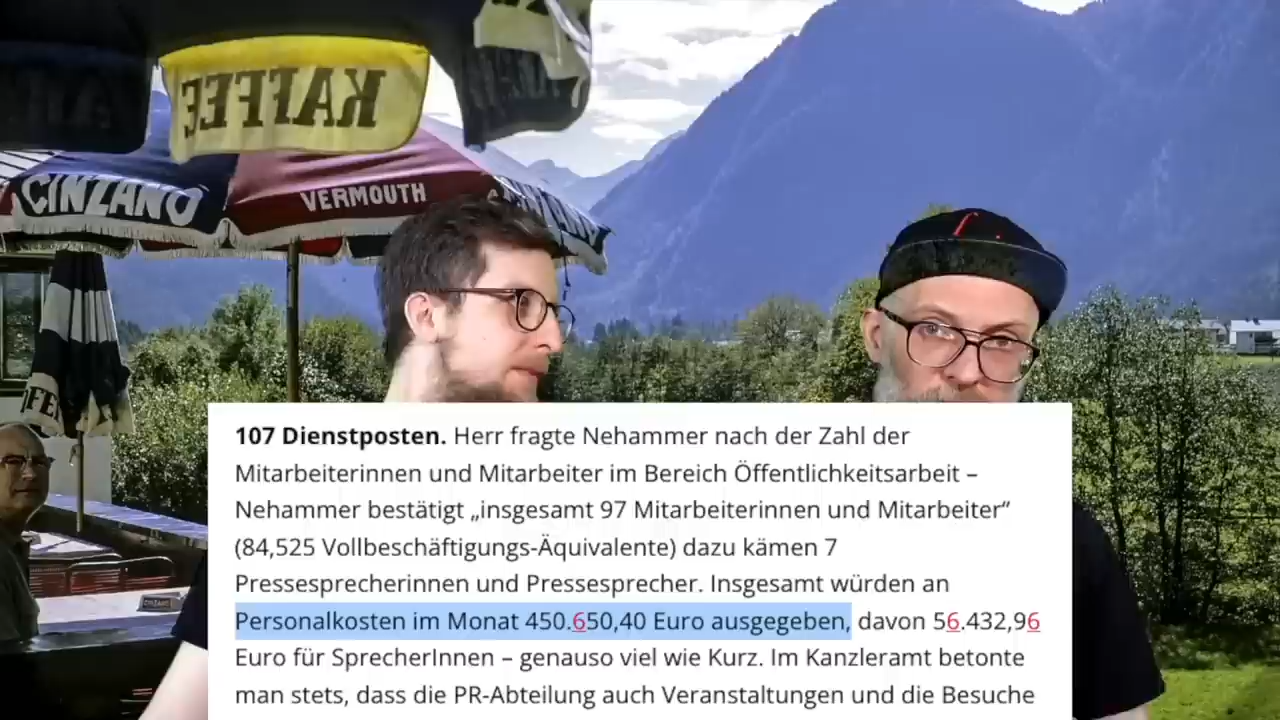 KAFFEE
CINZANO
VERMOUTH
107 Dienstposten. Herr fragte Nehammer nach der Zahl der
Mitarbeiterinnen und Mitarbeiter im Bereich Öffentlichkeitsarbeit –
Nehammer bestätigt „insgesamt 97 Mitarbeiterinnen und Mitarbeiter“
(84,525 Vollbeschäftigungs-Äquivalente) dazu kämen 7
Pressesprecherinnen und Pressesprecher. Insgesamt würden an
Personalkosten im Monat 450.650,40 Euro ausgegeben, davon 56.432,96
Euro für SprecherInnen – genauso viel wie Kurz. Im Kanzleramt betonte
man stets, dass die PR-Abteilung auch Veranstaltungen und die Besuche